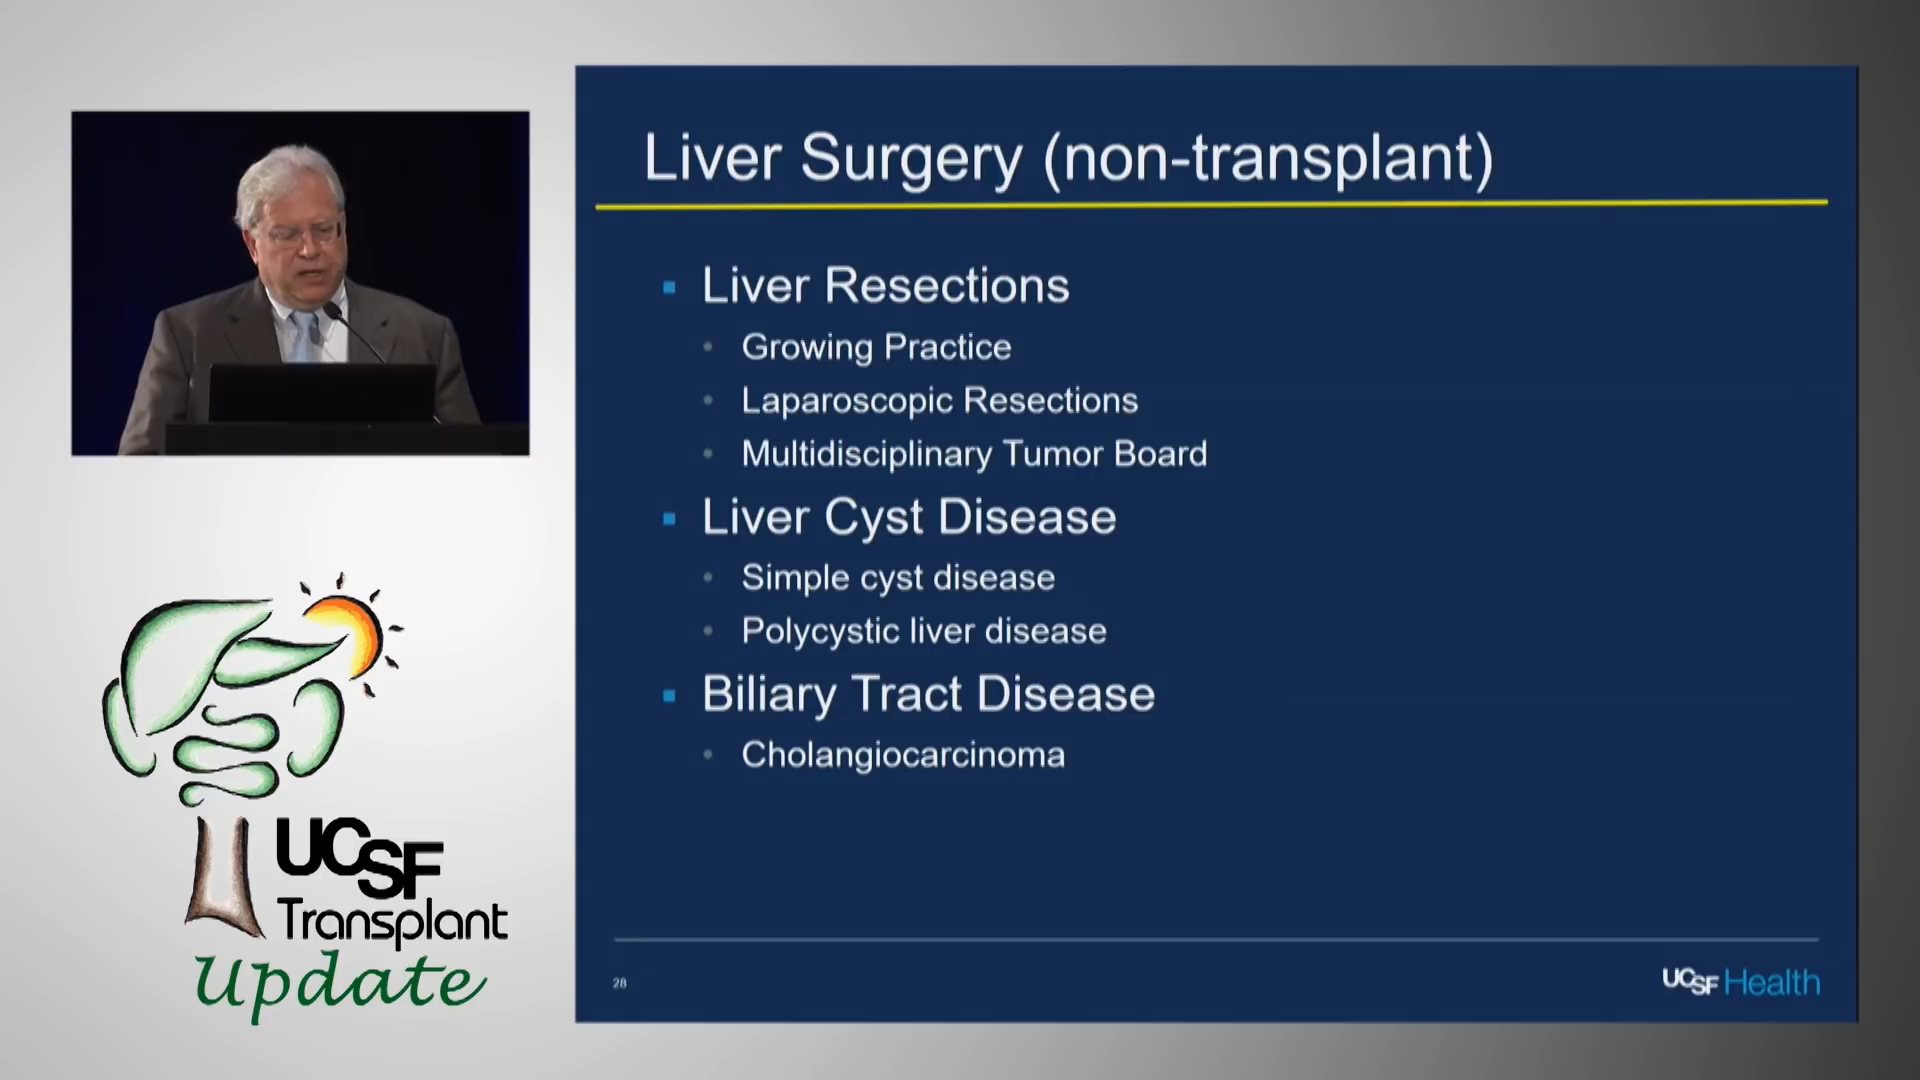 Liver Surgery (non-transplant)
Liver Resections
Growing Practice
Laparoscopic Resections
Multidisciplinary Tumor Board
Liver Cyst Disease
Simple cyst disease
Polycystic liver disease
Biliary Tract Disease
Cholangiocarcinoma
28
UCSF Health
UCSF
Transplant
Update